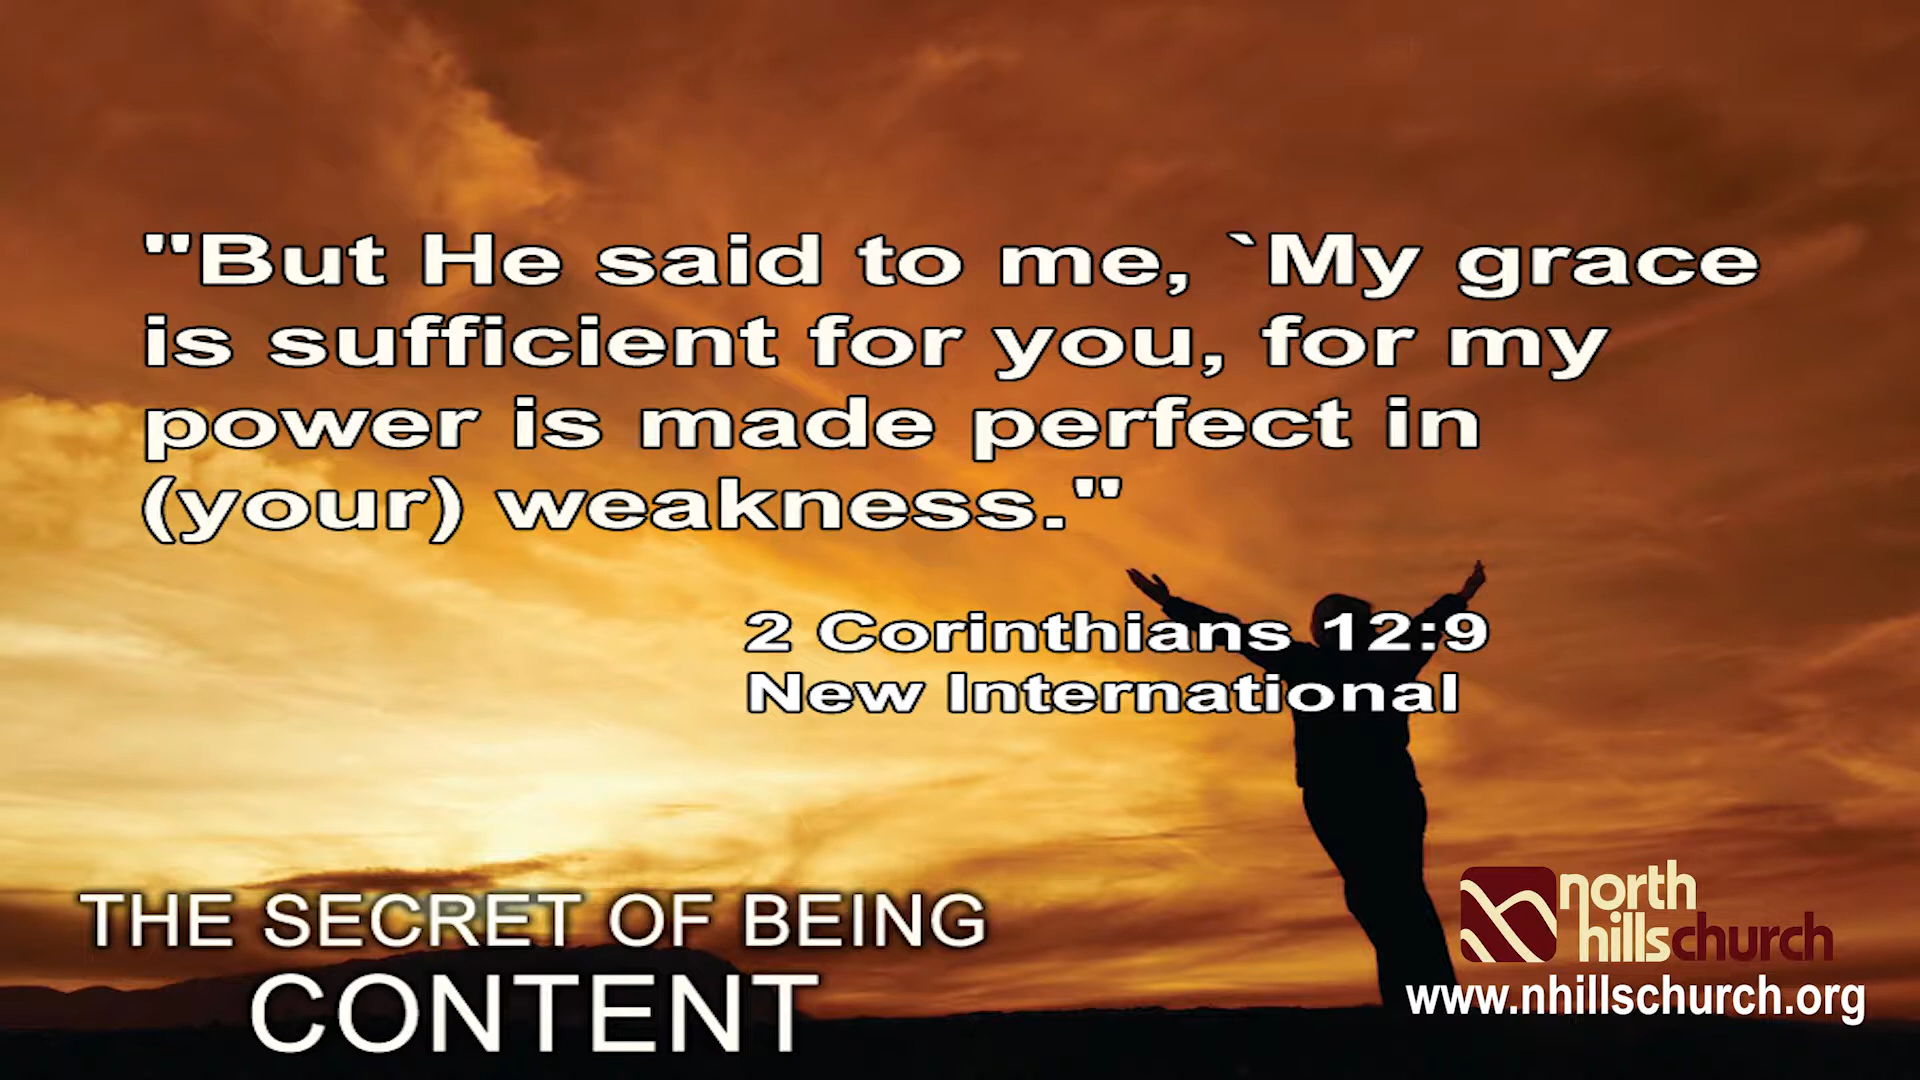 "But He said to me, `My grace
is sufficient for you, for my
power is made perfect in
(your) weakness."
2 Corinthians 12:9
New International
THE SECRET OF BEING
CONTENT
north
hillschurch
www.nhillschurch.org